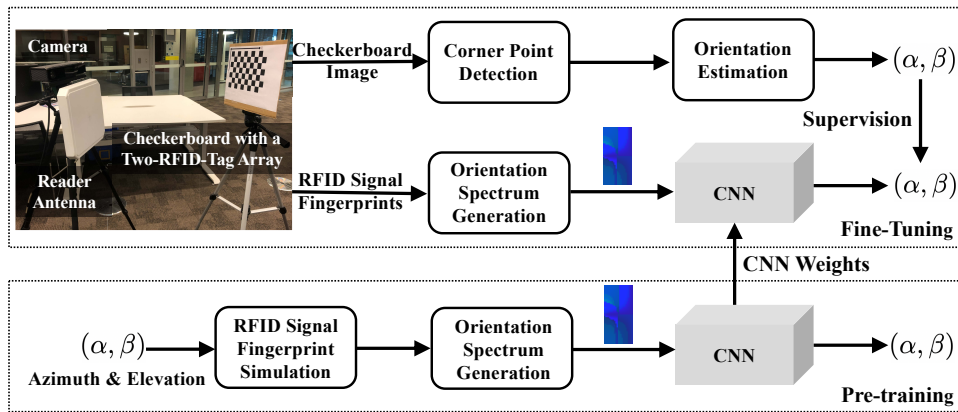 Camera
Checkerboard with a
Two-RFID-Tag Array
Reader
Antenna
Checkerboard
Image
Corner Point
Detection
Orientation
Estimation
(α, β)
Supervision
RFID Signal
Fingerprints
Orientation
Spectrum
Generation
CNN
(α, β)
Fine-Tuning
CNN Weights
(α, β)
Azimuth & Elevation
RFID Signal
Fingerprint
Simulation
Orientation
Spectrum
Generation
CNN
(α, β)
Pre-training